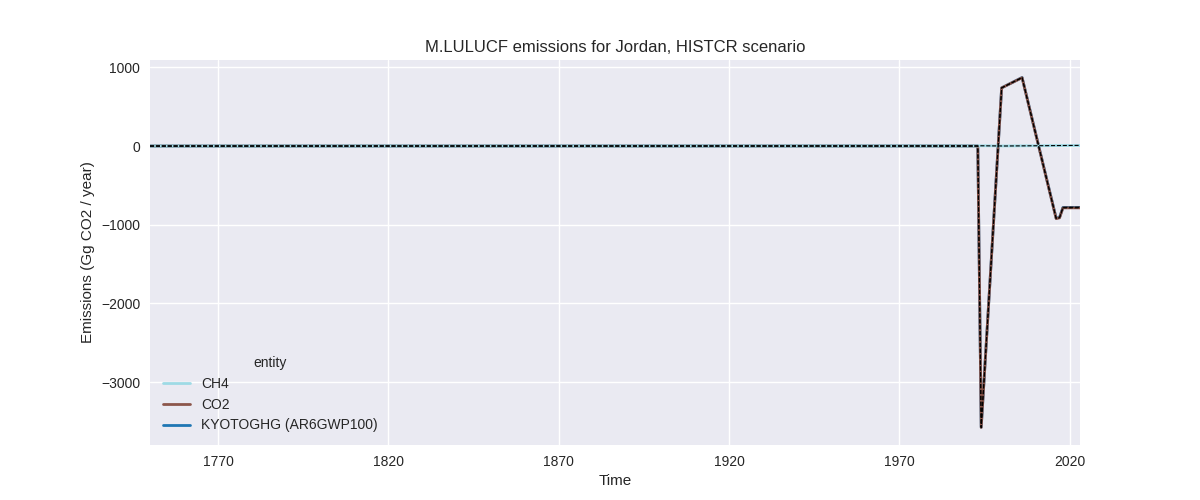 M.LULUCF emissions for Jordan, HISTCR scenario
Emissions (Gg CO2 / year)
1000
0
−1000
−2000
−3000
entity
CH4
CO2
KYOTOGHG (AR6GWP100)
1770
1820
1870
1920
1970
2020
Time